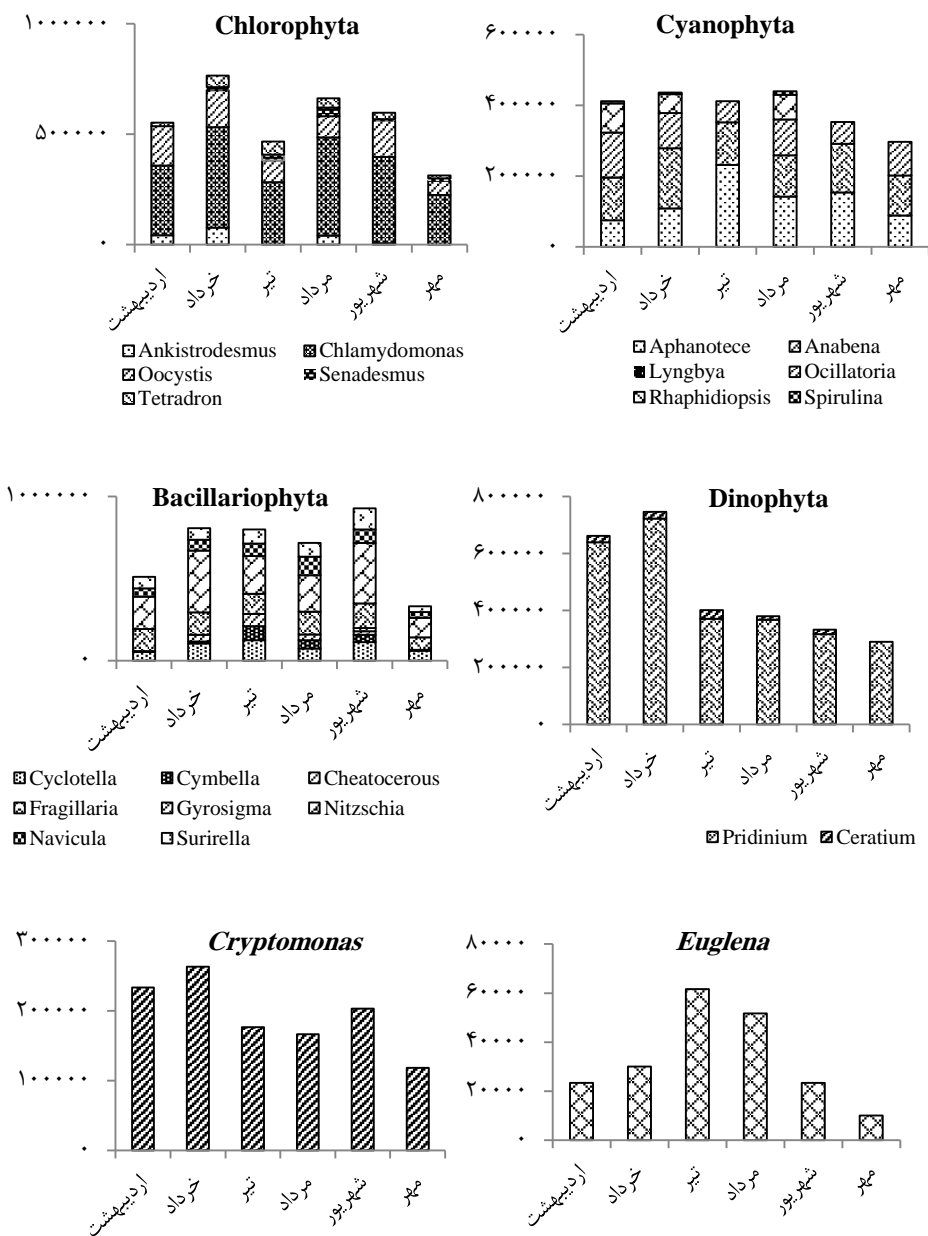 Chlorophyta
۱۰۰۰۰۰۰
۵۰۰۰۰۰
۰
اردیبهشت
خرداد
تیر
مرداد
شهریور
مهر
Ankistrodesmus Chlamydomonas
Oocystis Senadesmus
Tetradron
Cyanophyta
۶۰۰۰۰۰
۴۰۰۰۰۰
۲۰۰۰۰۰
۰
اردیبهشت
خرداد
تیر
مرداد
شهریور
مهر
Aphanotece Anabena
Lyngbya Ocillatoria
Rhaphidiopsis Spirulina
Bacillariophyta
۱۰۰۰۰۰۰
۰
اردیبهشت
خرداد
تیر
مرداد
شهریور
مهر
Cyclotella Cymbella Cheatocerous
Fragillaria Gyrosigma Nitzschia
Navicula Surirella
Dinophyta
۸۰۰۰۰۰
۶۰۰۰۰۰
۴۰۰۰۰۰
۲۰۰۰۰۰
۰
اردیبهشت
خرداد
تیر
مرداد
شهریور
مهر
Pridinium Ceratium
Cryptomonas
۳۰۰۰۰۰
۲۰۰۰۰۰
۱۰۰۰۰۰
۰
اردیبهشت
خرداد
تیر
مرداد
شهریور
مهر
Euglena
۸۰۰۰۰
۶۰۰۰۰
۴۰۰۰۰
۲۰۰۰۰
۰
اردیبهشت
خرداد
تیر
مرداد
شهریور
مهر